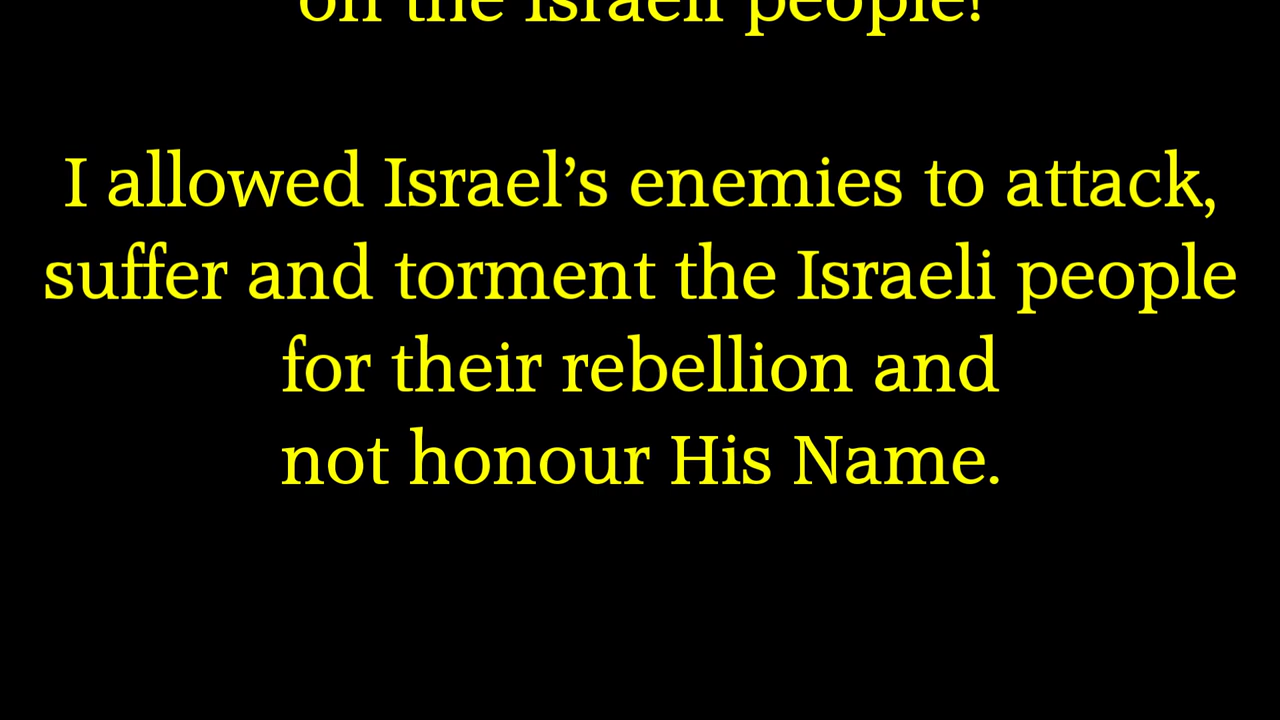 on the Israeli people!
I allowed Israel’s enemies to attack,
suffer and torment the Israeli people
for their rebellion and
not honour His Name.